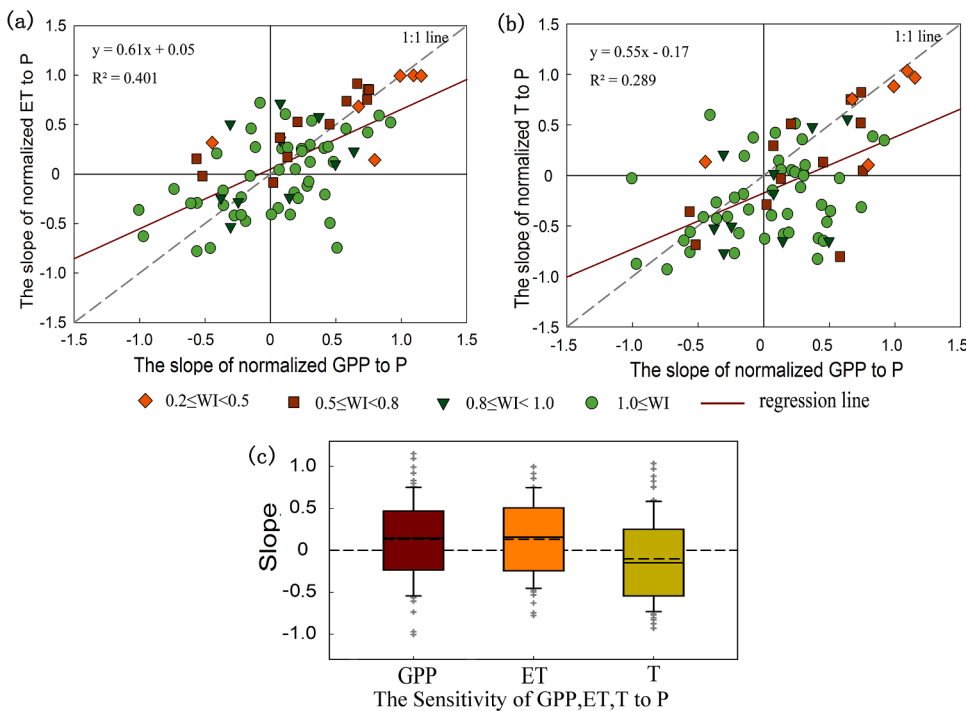 (a)
y = 0.61x + 0.05
R² = 0.401
1:1 line
The slope of normalized ET to P
1.5
1.0
0.5
0
-0.5
-1.0
-1.5
-1.5 -1.0 -0.5 0 0.5 1.0 1.5
The slope of normalized GPP to P
(b)
y = 0.55x - 0.17
R² = 0.289
1:1 line
The slope of normalized T to P
1.5
1.0
0.5
0
-0.5
-1.0
-1.5
-1.5 -1.0 -0.5 0 0.5 1.0 1.5
The slope of normalized GPP to P
0.2≤WI<0.5 0.5≤WI<0.8 0.8≤WI< 1.0 1.0≤WI regression line
(c)
Slope
1.0
0.5
0
-0.5
-1.0
GPP ET T
The Sensitivity of GPP,ET,T to P